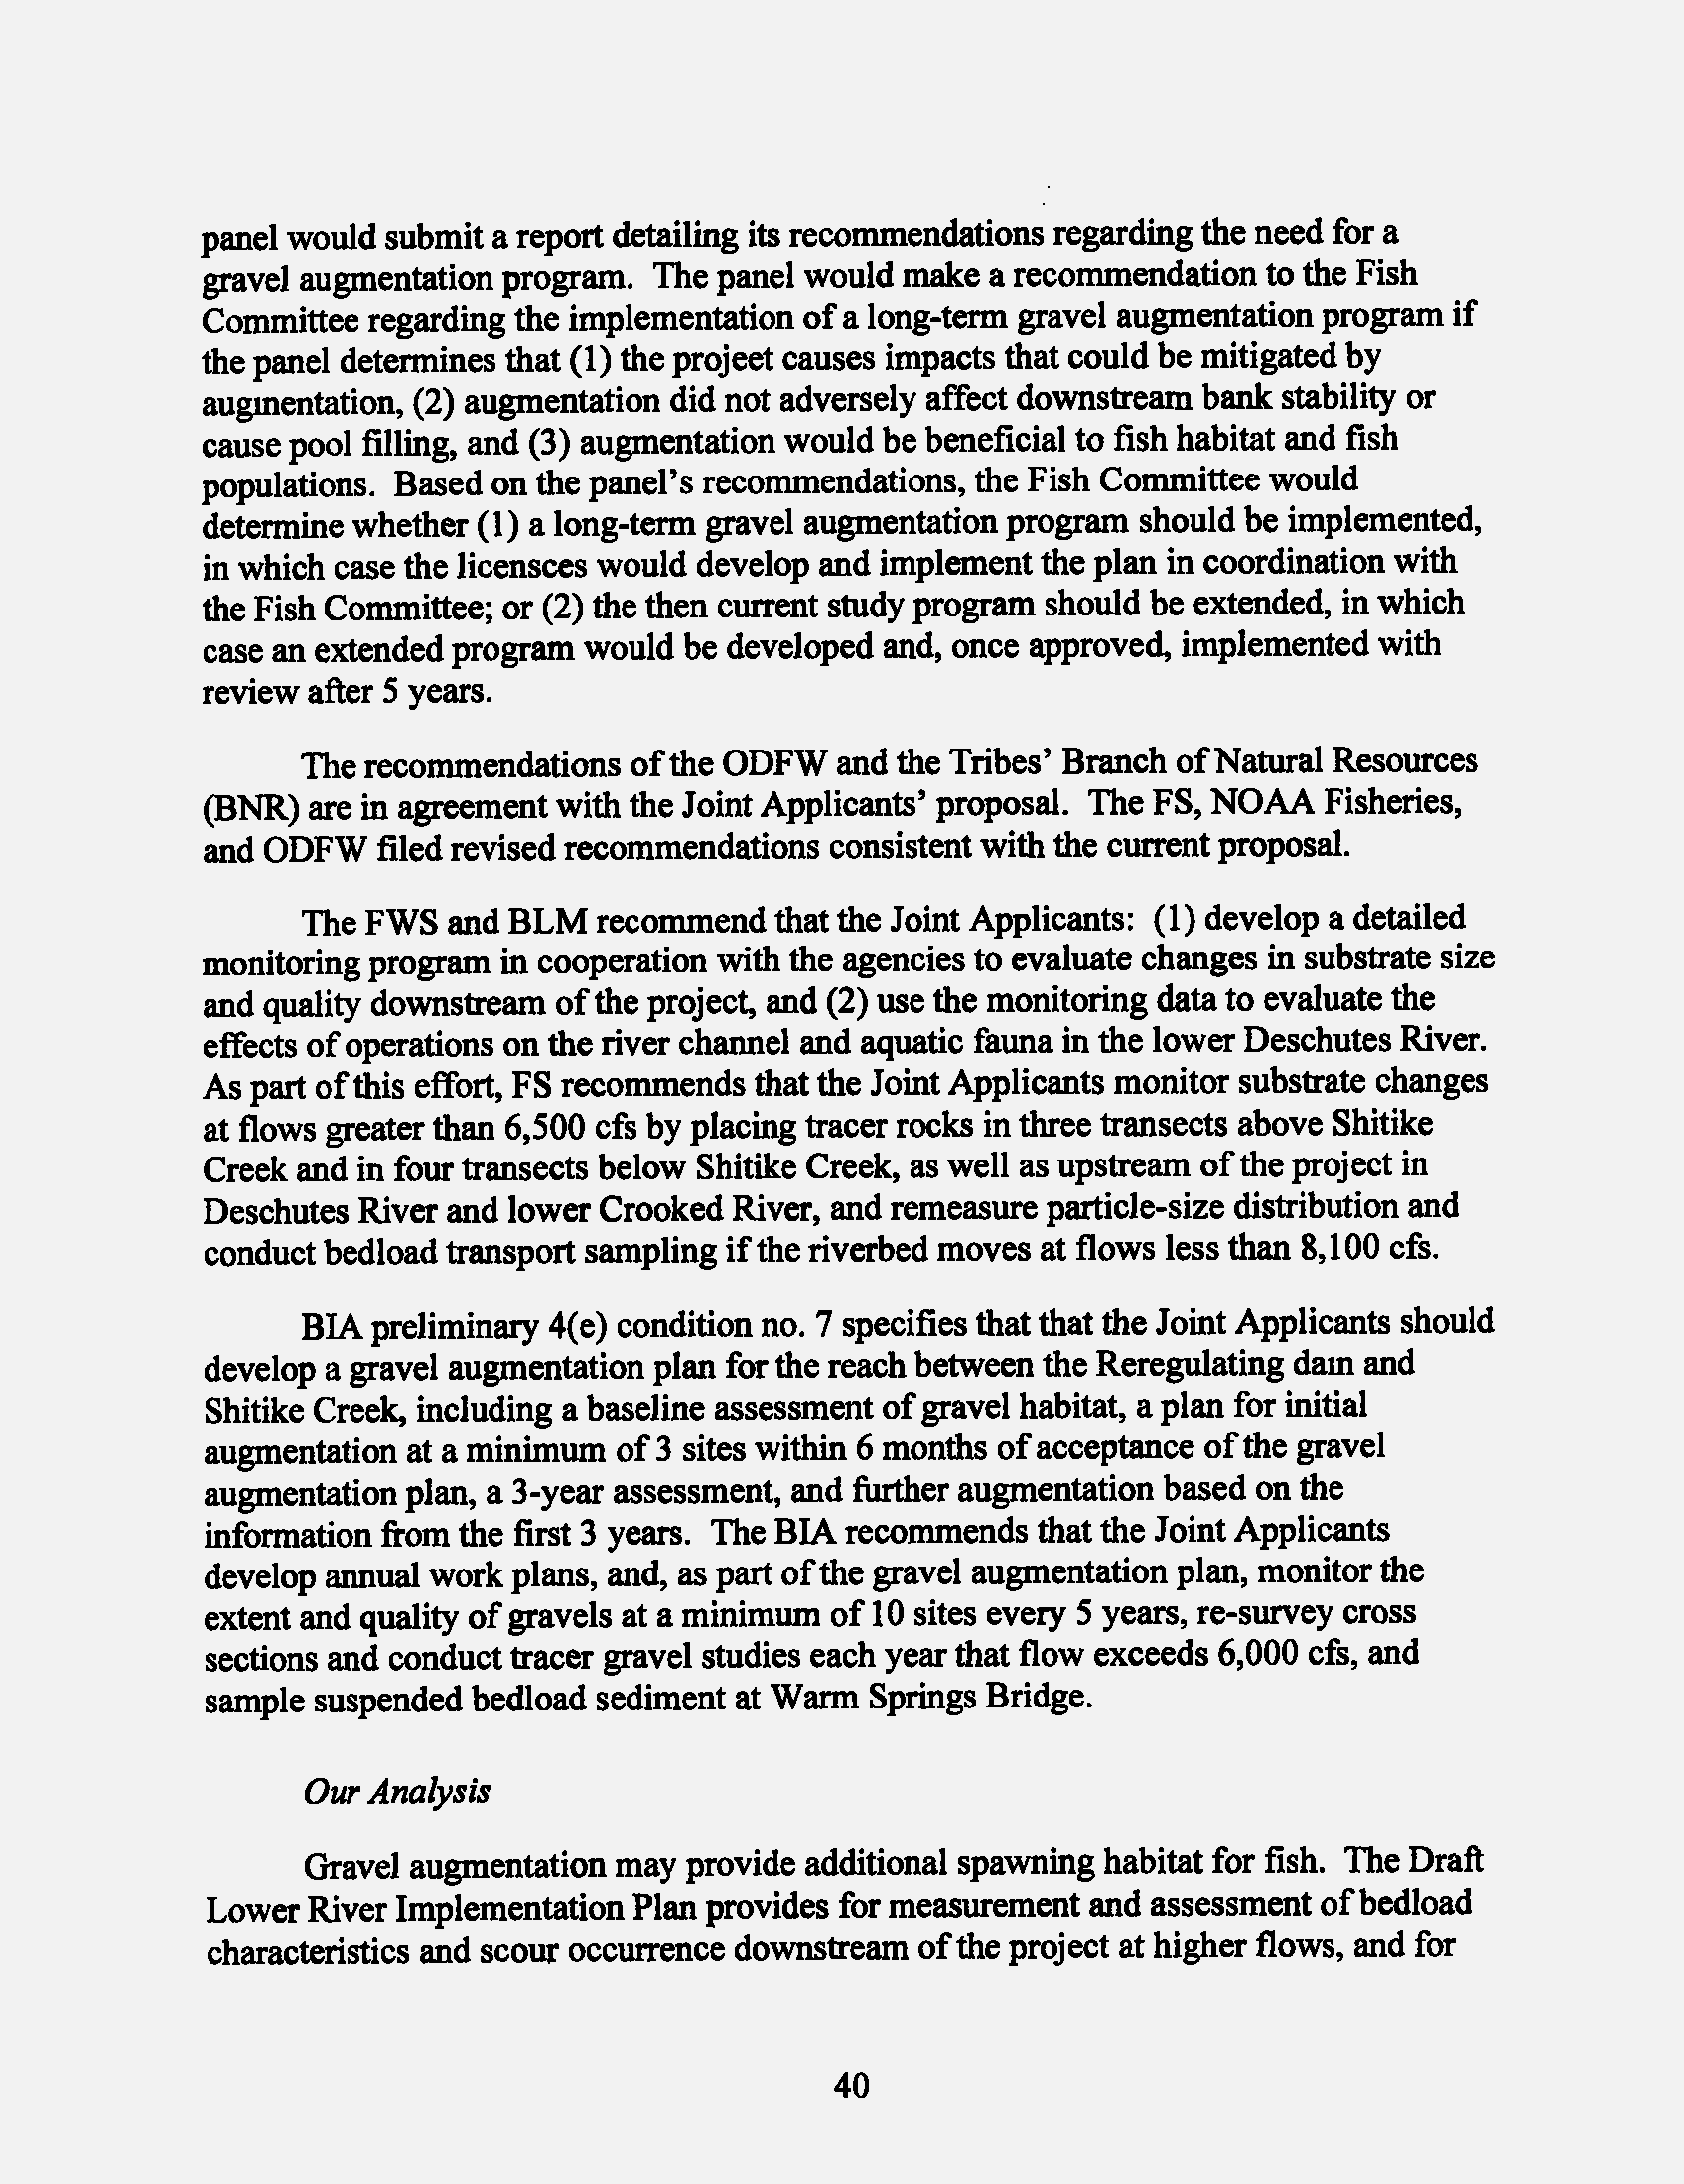 panel would submit a report detailing its recommendations regarding the need for a
gravel augmentation program. The panel would make a recommendation to the Fish
Committee regarding the implementation of a long-term gravel augmentation program if
the panel determines that (1) the project causes impacts that could be mitigated by
augmentation, (2) augmentation did not adversely affect downstream bank stability or
cause pool filling, and (3) augmentation would be beneficial to fish habitat and fish
populations. Based on the panel's recommendations, the Fish Committee would
determine whether (1) a long-term gravel augmentation program should be implemented,
in which case the licensees would develop and implement the plan in coordination with
the Fish Committee; or (2) the then current study program should be extended, in which
case an extended program would be developed and, once approved, implemented with
review after 5 years.
The recommendations of the ODFW and the Tribes' Branch of Natural Resources
(BNR) are in agreement with the Joint Applicants' proposal. The FS, NOAA Fisheries,
and ODFW filed revised recommendations consistent with the current proposal.
The FWS and BLM recommend that the Joint Applicants: (1) develop a detailed
monitoring program in cooperation with the agencies to evaluate changes in substrate size
and quality downstream of the project, and (2) use the monitoring data to evaluate the
effects of operations on the river channel and aquatic fauna in the lower Deschutes River.
As part of this effort, FS recommends that the Joint Applicants monitor substrate changes
at flows greater than 6,500 cfs by placing tracer rocks in three transects above Shitike
Creek and in four transects below Shitike Creek, as well as upstream of the project in
Deschutes River and lower Crooked River, and remeasure particle-size distribution and
conduct bedload transport sampling if the riverbed moves at flows less than 8,100 cfs.
BIA preliminary 4(e) condition no. 7 specifies that that the Joint Applicants should
develop a gravel augmentation plan for the reach between the Reregulating dam and
Shitike Creek, including a baseline assessment of gravel habitat, a plan for initial
augmentation at a minimum of 3 sites within 6 months of acceptance of the gravel
augmentation plan, a 3-year assessment, and further augmentation based on the
information from the first 3 years. The BIA recommends that the Joint Applicants
develop annual work plans, and, as part of the gravel augmentation plan, monitor the
extent and quality of gravels at a minimum of 10 sites every 5 years, re-survey cross
sections and conduct tracer gravel studies each year that flow exceeds 6,000 cfs, and
sample suspended bedload sediment at Warm Springs Bridge.
Our Analysis
Gravel augmentation may provide additional spawning habitat for fish. The Draft
Lower River Implementation Plan provides for measurement and assessment of bedload
characteristics and scour occurrence downstream of the project at higher flows, and for
40